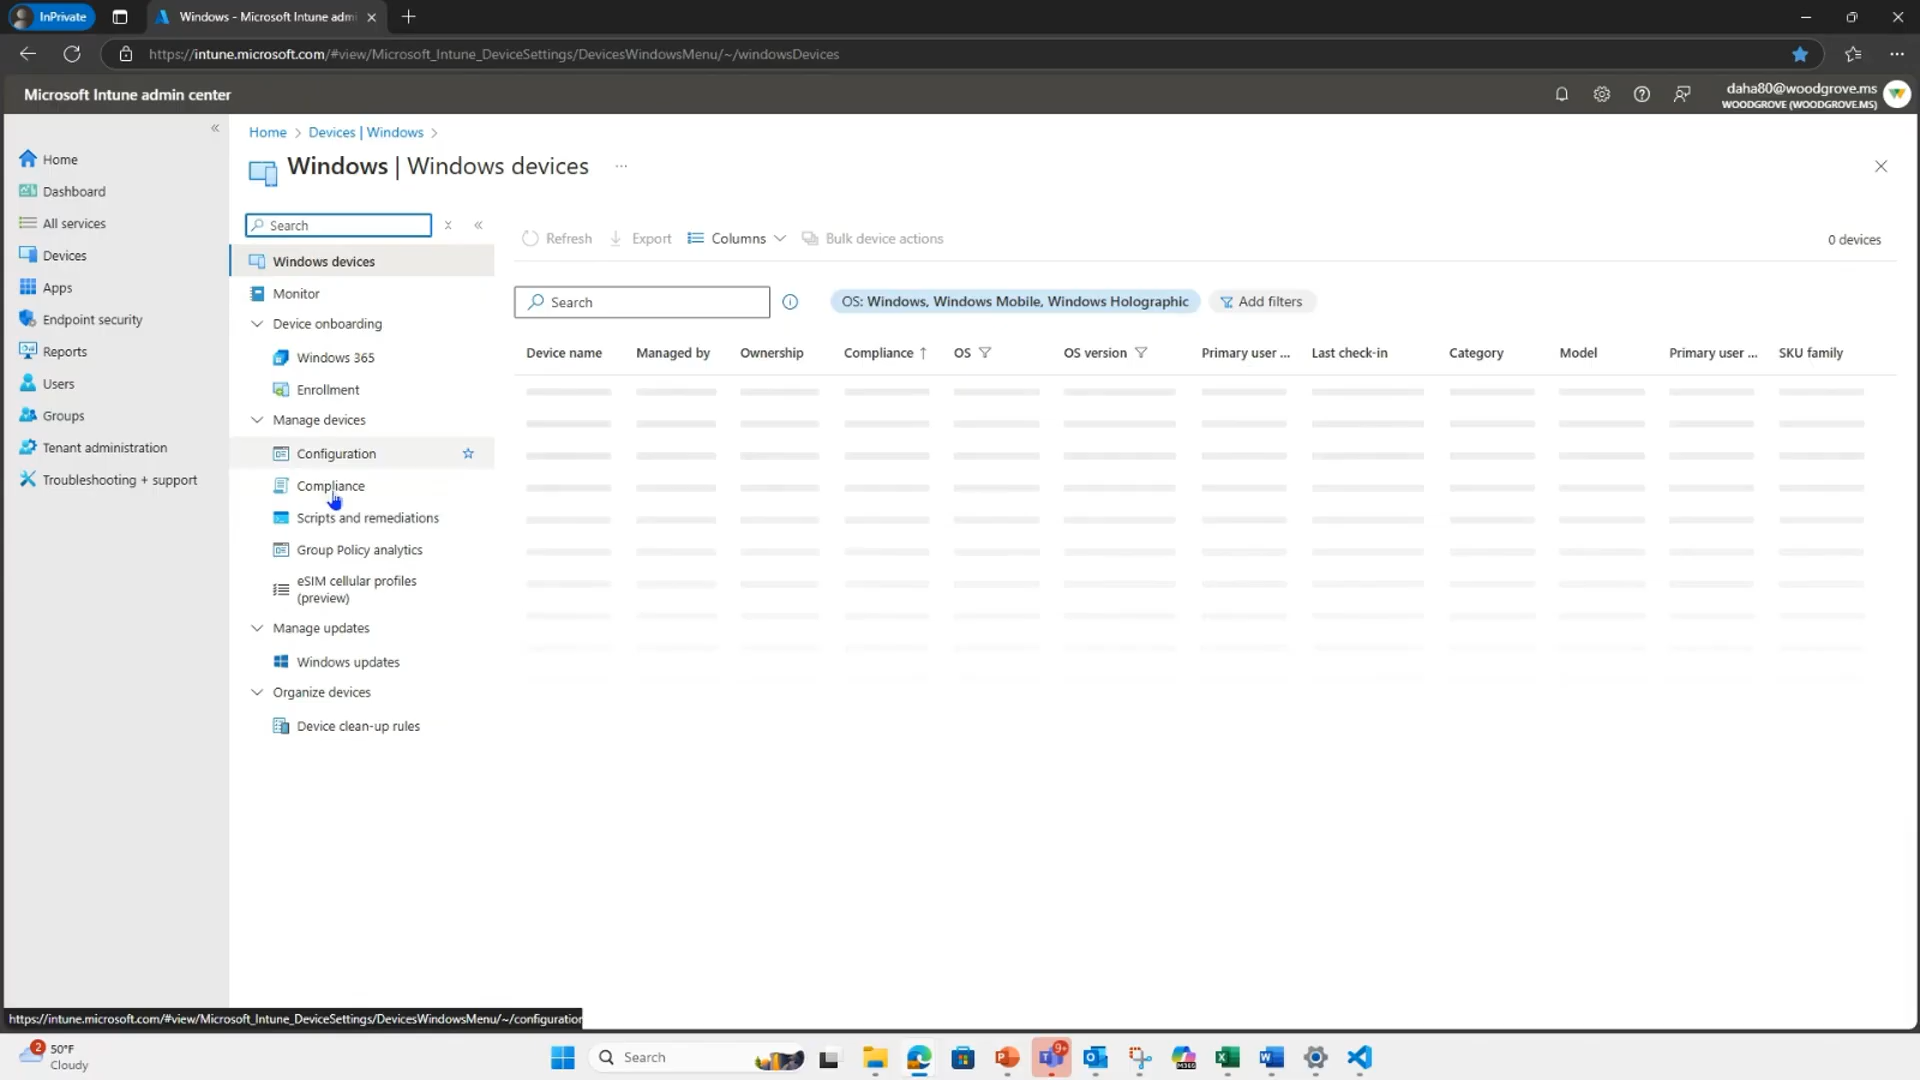 InPrivate
Windows - Microsoft Intune admi
https://intune.microsoft.com/#view/Microsoft_Intune_DeviceSettings/DevicesWindowsMenu/~/windowsDevices
Microsoft Intune admin center
daha80@woodgrove.ms
WOODGROVE (WOODGROVE.MS)
Home
Dashboard
All services
Devices
Apps
Endpoint security
Reports
Users
Groups
Tenant administration
Troubleshooting + support
Home > Devices | Windows >
Windows | Windows devices
Search
Windows devices
Monitor
Device onboarding
Windows 365
Enrollment
Manage devices
Configuration
Compliance
Scripts and remediations
Group Policy analytics
eSIM cellular profiles
(preview)
Manage updates
Windows updates
Organize devices
Device clean-up rules
Refresh Export Columns Bulk device actions
0 devices
Search
OS: Windows, Windows Mobile, Windows Holographic
Add filters
Device name Managed by Ownership Compliance OS OS version Primary user ... Last check-in Category Model Primary user ... SKU family
https://intune.microsoft.com/#view/Microsoft_Intune_DeviceSettings/DevicesWindowsMenu/~/configuration
2
50°F
Cloudy
Search
9+
M365